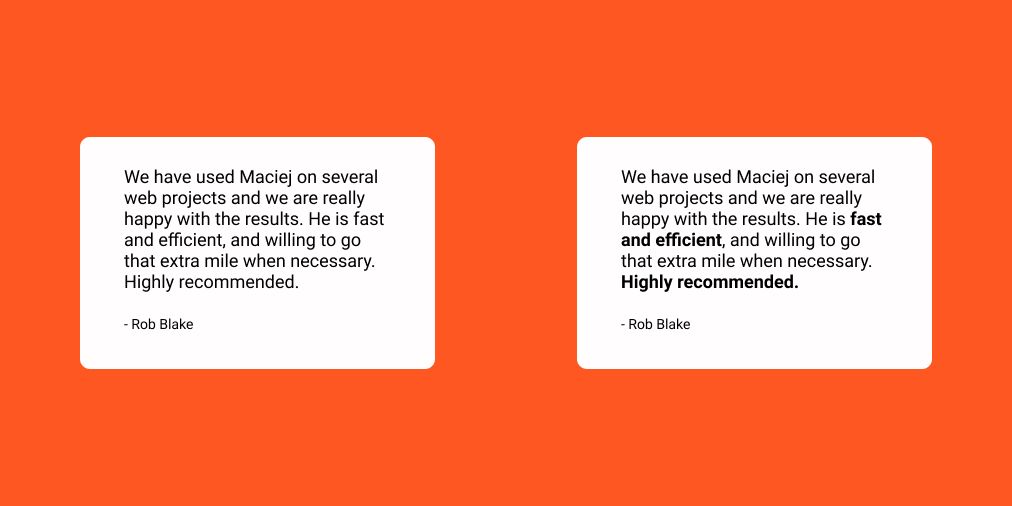 We have used Maciej on several
web projects and we are really
happy with the results. He is fast
and efficient, and willing to go
that extra mile when necessary.
Highly recommended.
- Rob Blake
We have used Maciej on several
web projects and we are really
happy with the results. He is fast
and efficient, and willing to go
that extra mile when necessary.
Highly recommended.
- Rob Blake